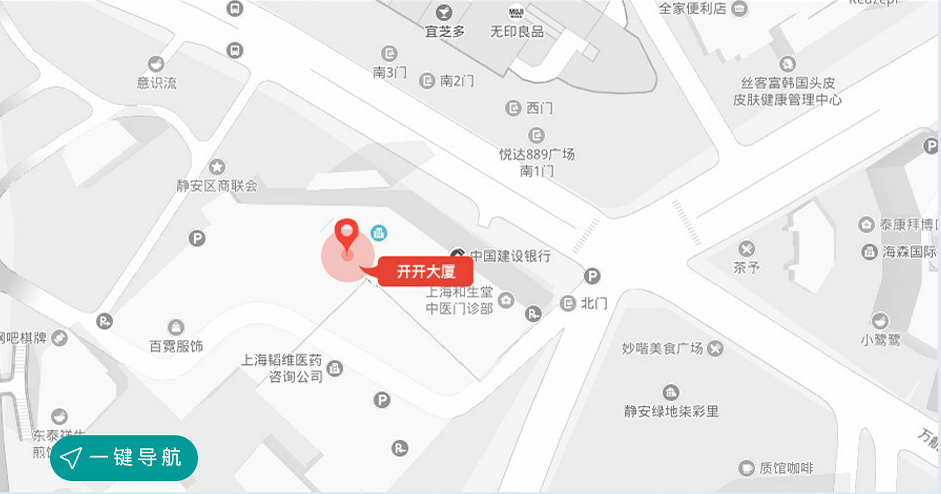 全家便利店
宜芝多
MUJI
无印良品
南3门
南2门
意识流
丝客富韩国头皮
皮肤健康管理中心
西门
悦达889广场
南1门
静安区商联会
P
P
泰康拜博
海森国际
中国建设银行
茶予
开开大厦
P
上海和生堂
中医门诊部
北门
网吧棋牌
百霓服饰
小鹭鹭
妙喈美食广场
上海韬维医药
咨询公司
P
静安绿地柒彩里
东泰祥生
煎
万航
一键导航
质馆咖啡